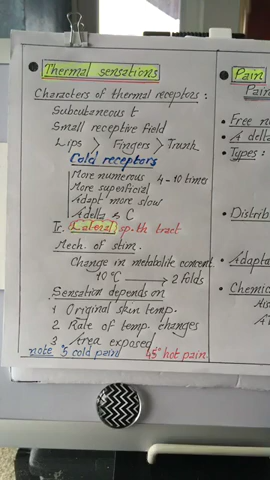 Thermal sensations
Characters of thermal receptors :
Subcutaneous t
Small receptive field
Lips > Fingers > Trunk
Cold receptors
More numerous 4-10 times
More superficial
Adapt more slow
A delta & C
Tr. Lateral sp. th tract
Mech. of stim.
Change in metabolite content
10 °C → 2 folds
Sensation depends on
1 Original skin temp.
2 Rate of temp. changes
3 Area exposed
note 5 cold pain 45° hot pain
Pain
Pain
Free
A delta
Types :
Distrib
Adapta
Chemic